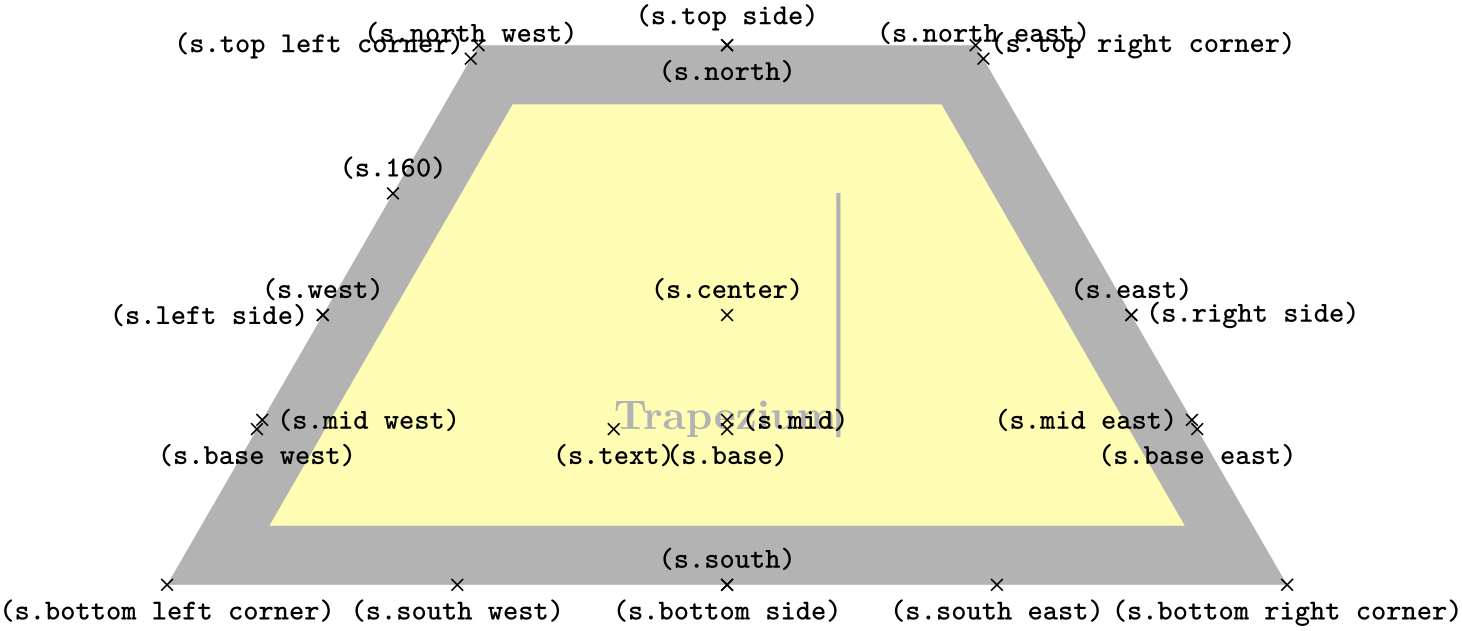 (s.top side)
(s.north west)
(s.north east)
(s.top left corner)
(s.top right corner)
(s.north)
(s.160)
(s.west)
(s.center)
(s.east)
(s.left side)
(s.right side)
Trapezium
(s.mid west)
(s.mid)
(s.mid east)
(s.base west)
(s.text)
(s.base)
(s.base east)
(s.south)
(s.bottom left corner)
(s.south west)
(s.bottom side)
(s.south east)
(s.bottom right corner)